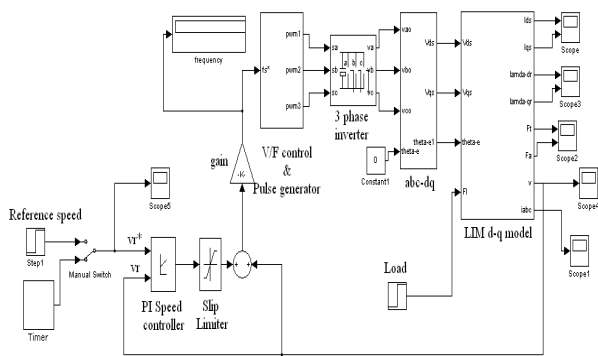 frequency
fs*
pwm1
pwm2
pwm3
sa
sb
sc
a b c
va
vb
vc
3 phase
inverter
vao
vbo
vco
theta-e
Vds
Vqs
theta-e1
abc-dq
0
Constant1
Vds
Vqs
theta-e
Fl
Ids
Iqs
lamda-dr
lamda-qr
Ft
Fa
v
iabc
LIM d-q model
Scope
Scope3
Scope2
Scope4
Scope1
V/F control
&
Pulse generator
gain
-K-
Scope5
Reference speed
Step1
Manual Switch
Timer
vr*
vr
PI Speed
controller
Slip
Limiter
+
+
Load